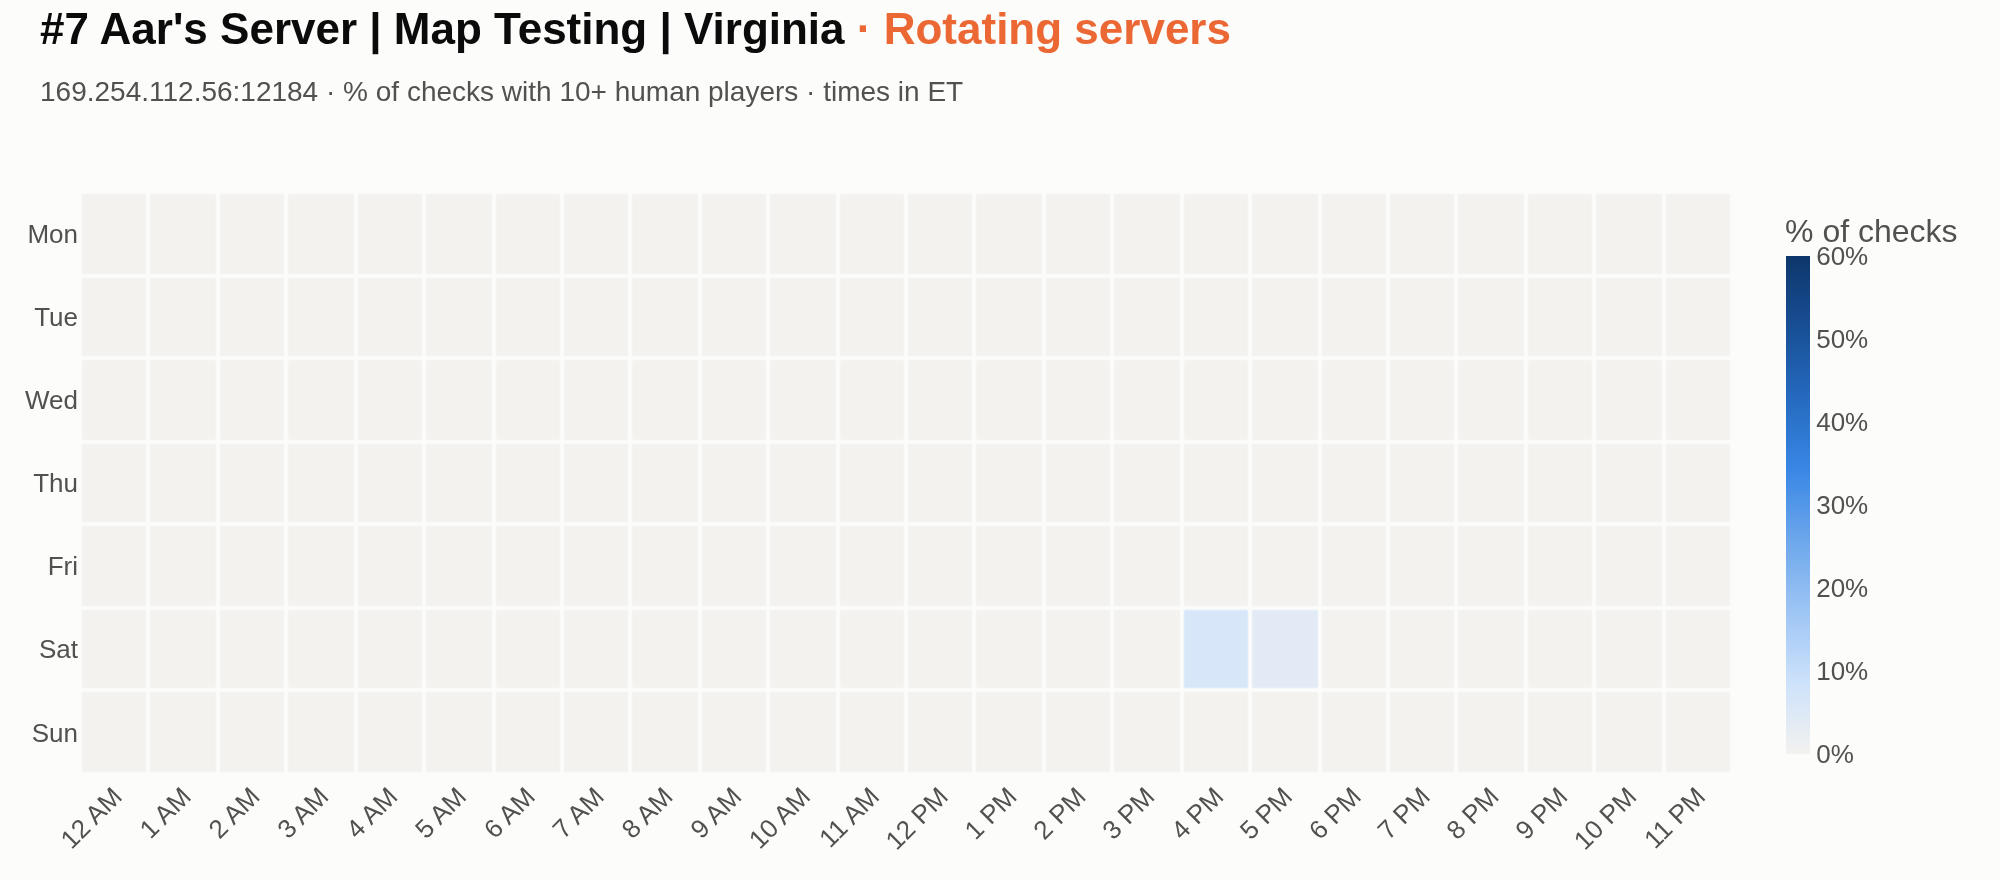 #7 Aar's Server | Map Testing | Virginia · Rotating servers
169.254.112.56:12184 · % of checks with 10+ human players · times in ET
% of checks
60%
50%
40%
30%
20%
10%
0%
Mon
Tue
Wed
Thu
Fri
Sat
Sun
12 AM
1 AM
2 AM
3 AM
4 AM
5 AM
6 AM
7 AM
8 AM
9 AM
10 AM
11 AM
12 PM
1 PM
2 PM
3 PM
4 PM
5 PM
6 PM
7 PM
8 PM
9 PM
10 PM
11 PM